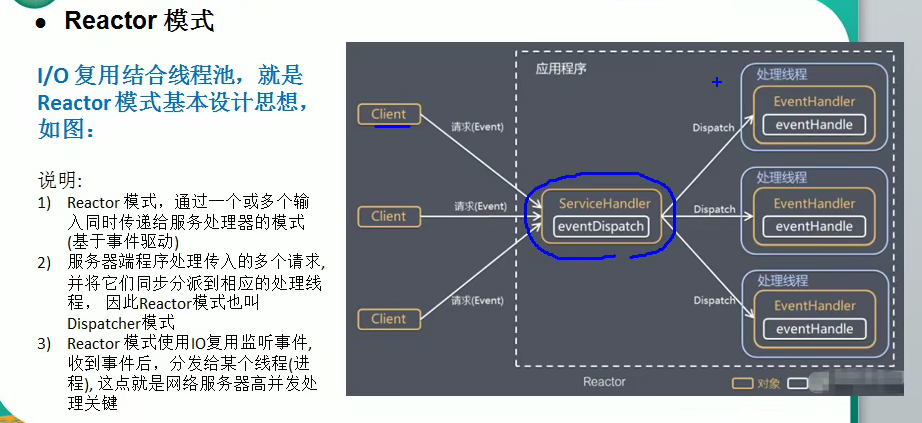 ● Reactor 模式
I/O 复用结合线程池，就是
Reactor 模式基本设计思想，
如图：
说明:
1) Reactor 模式，通过一个或多个输
入同时传递给服务处理器的模式
(基于事件驱动)
2) 服务器端程序处理传入的多个请求,
并将它们同步分派到相应的处理线
程， 因此Reactor模式也叫
Dispatcher模式
3) Reactor 模式使用IO复用监听事件,
收到事件后，分发给某个线程(进
程), 这点就是网络服务器高并发处
理关键
应用程序
Client
请求(Event)
Client
请求(Event)
Client
请求(Event)
ServiceHandler
eventDispatch
Dispatch
Dispatch
Dispatch
处理线程
EventHandler
eventHandle
处理线程
EventHandler
eventHandle
处理线程
EventHandler
eventHandle
Reactor
对象